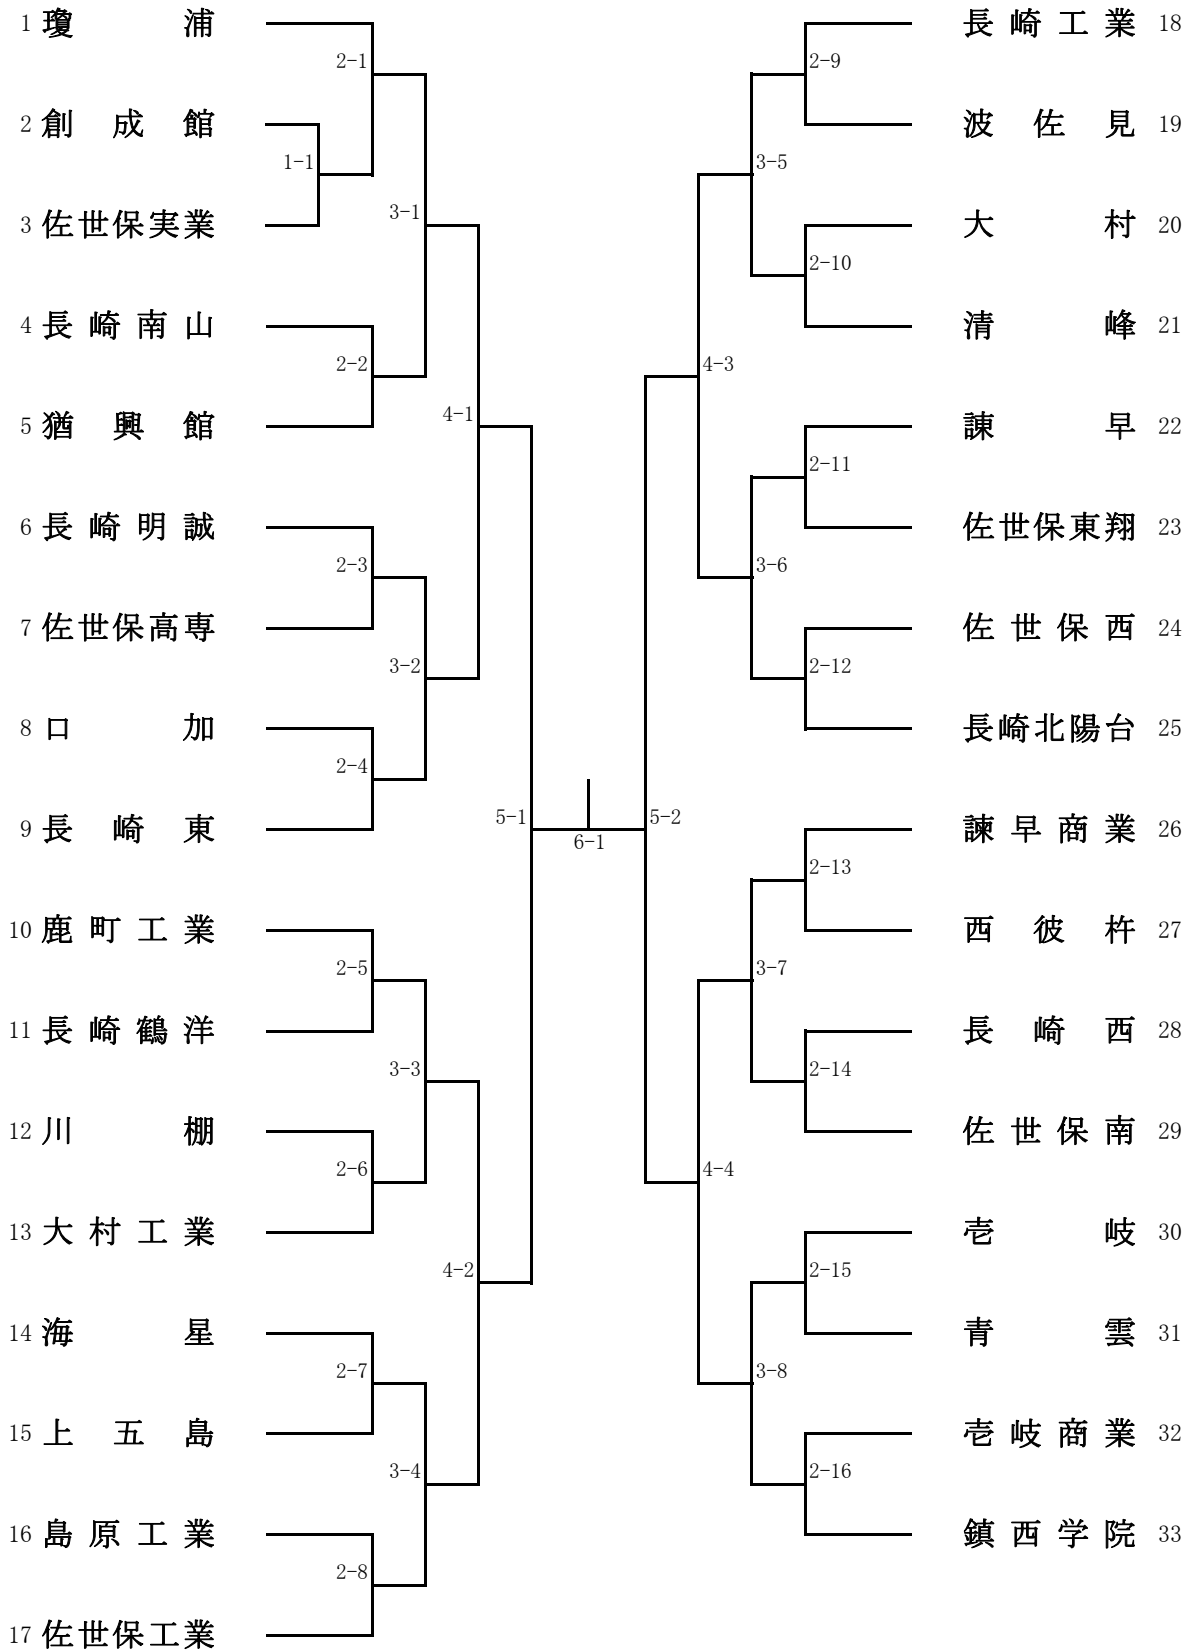 1 瓊浦
2-1
2 創成館
1-1
3 佐世保実業
3-1
4 長崎南山
2-2
5 猶興館
4-1
6 長崎明誠
2-3
7 佐世保高専
3-2
8 口加
2-4
9 長崎東
5-1
6-1
10 鹿町工業
2-5
11 長崎鶴洋
3-3
12 川棚
2-6
13 大村工業
4-2
14 海星
2-7
15 上五島
3-4
16 島原工業
2-8
17 佐世保工業
長崎工業 18
2-9
波佐見 19
3-5
大村 20
2-10
清峰 21
4-3
諫早 22
2-11
佐世保東翔 23
3-6
佐世保西 24
2-12
長崎北陽台 25
5-2
諫早商業 26
2-13
西彼杵 27
3-7
長崎西 28
2-14
佐世保南 29
4-4
壱岐 30
2-15
青雲 31
3-8
壱岐商業 32
2-16
鎮西学院 33